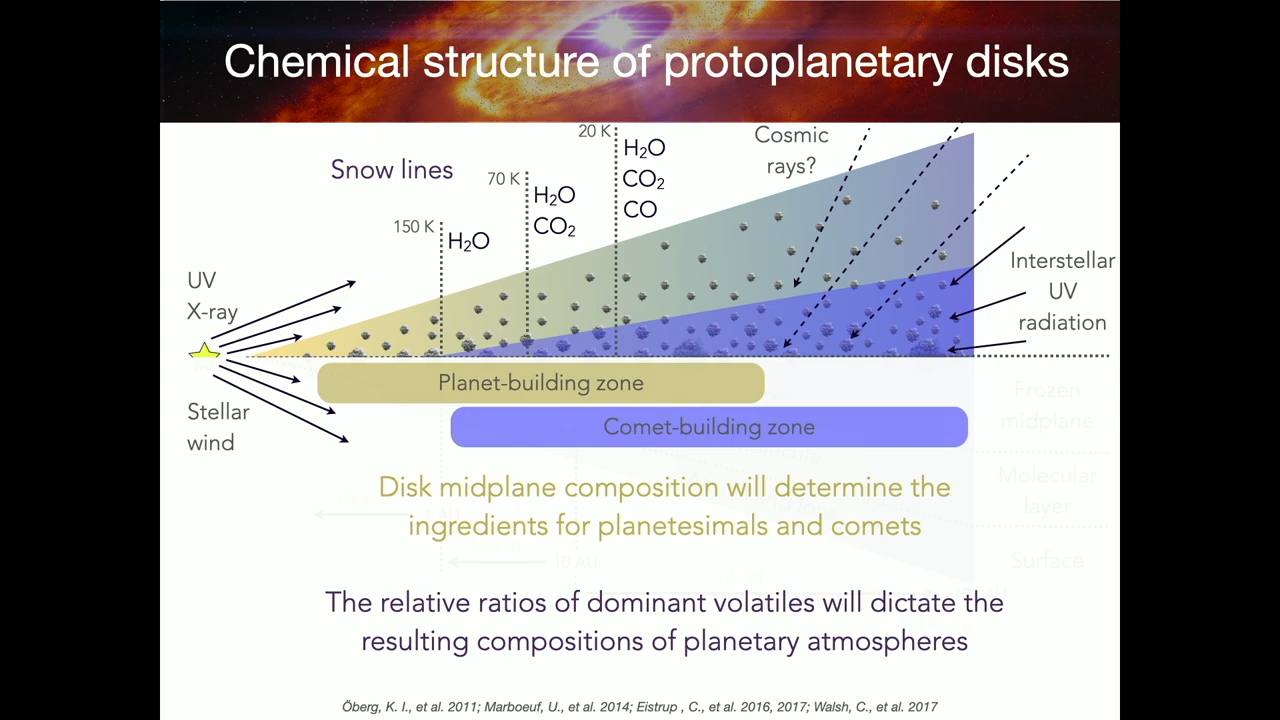 Chemical structure of protoplanetary disks
Snow lines
150 K
H₂O
70 K
H₂O
CO₂
20 K
H₂O
CO₂
CO
Cosmic
rays?
UV
X-ray
Stellar
wind
Interstellar
UV
radiation
Planet-building zone
Comet-building zone
Frozen
midplane
Molecular
layer
Surface
10 AU
Disk midplane composition will determine the
ingredients for planetesimals and comets
The relative ratios of dominant volatiles will dictate the
resulting compositions of planetary atmospheres
Öberg, K. I., et al. 2011; Marboeuf, U., et al. 2014; Eistrup , C., et al. 2016, 2017; Walsh, C., et al. 2017